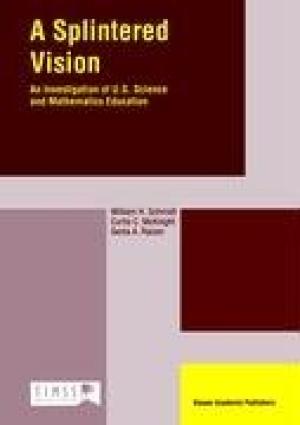 A Splintered
Vision
An Investigation of U.S. Science
and Mathematics Education
William H. Schmidt
Curtis C. McKnight
Senta A. Raizen
TIMSS
Kluwer Academic Publishers